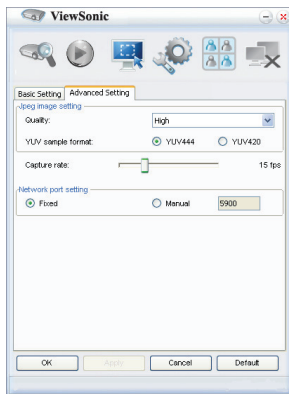 ViewSonic
Basic Setting Advanced Setting
Jpeg image setting
Quality: High
YUV sample format: YUV444 YUV420
Capture rate: 15 fps
Network port setting
Fixed Manual 5900
OK Apply Cancel Default